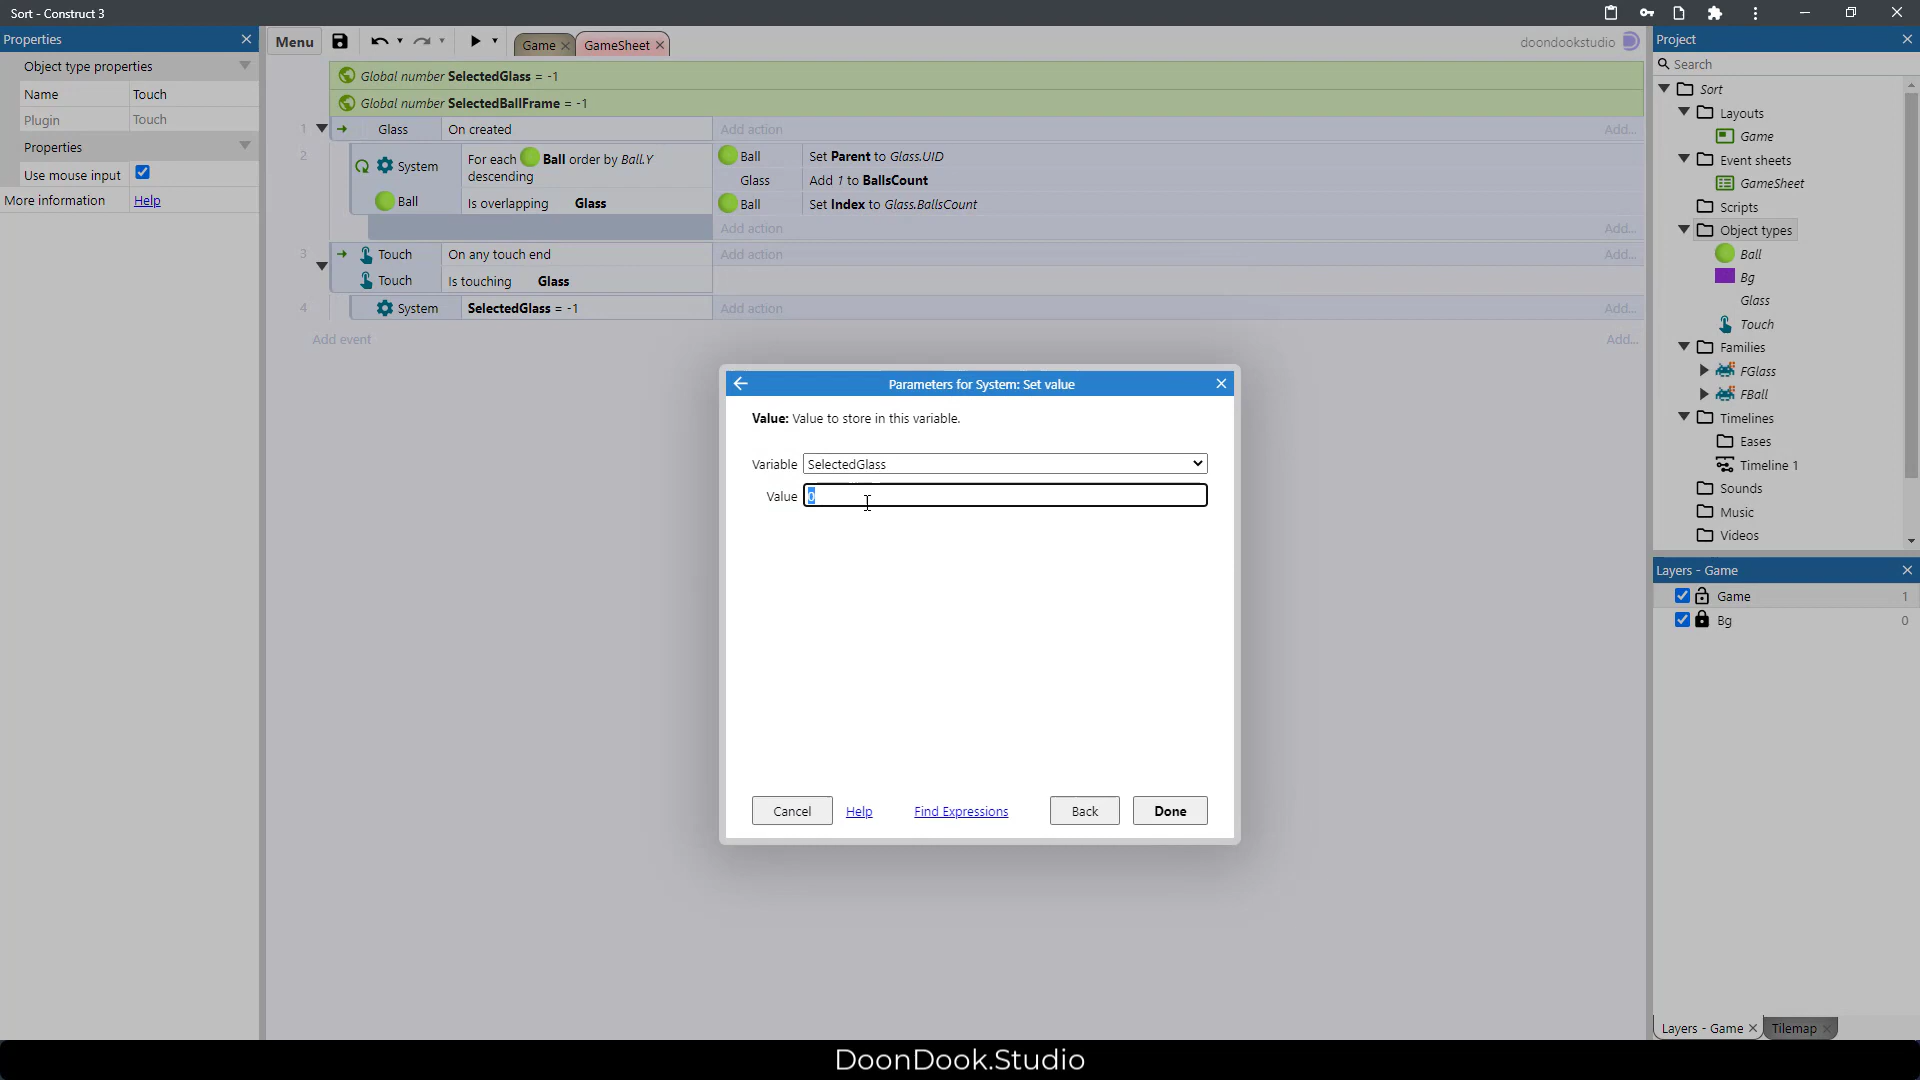 Sort - Construct 3
Properties
Menu
Game
GameSheet
doondookstudio
Project
Object type properties
Name Touch
Plugin Touch
Properties
Use mouse input
More information Help
Global number SelectedGlass = -1
Global number SelectedBallFrame = -1
1 Glass On created Add action Add...
2 System For each Ball order by Ball.Y descending
Ball Is overlapping Glass
Ball Set Parent to Glass.UID
Glass Add 1 to BallsCount
Ball Set Index to Glass.BallsCount
Add action Add...
3 Touch On any touch end Add action Add...
Touch Is touching Glass
4 System SelectedGlass = -1 Add action Add...
Add event Add...
Parameters for System: Set value
Value: Value to store in this variable.
Variable SelectedGlass
Value 0
Cancel Help Find Expressions Back Done
Search
Sort
Layouts
Game
Event sheets
GameSheet
Scripts
Object types
Ball
Bg
Glass
Touch
Families
FGlass
FBall
Timelines
Eases
Timeline 1
Sounds
Music
Videos
Layers - Game
Game 1
Bg 0
Layers - Game Tilemap
DoonDook.Studio